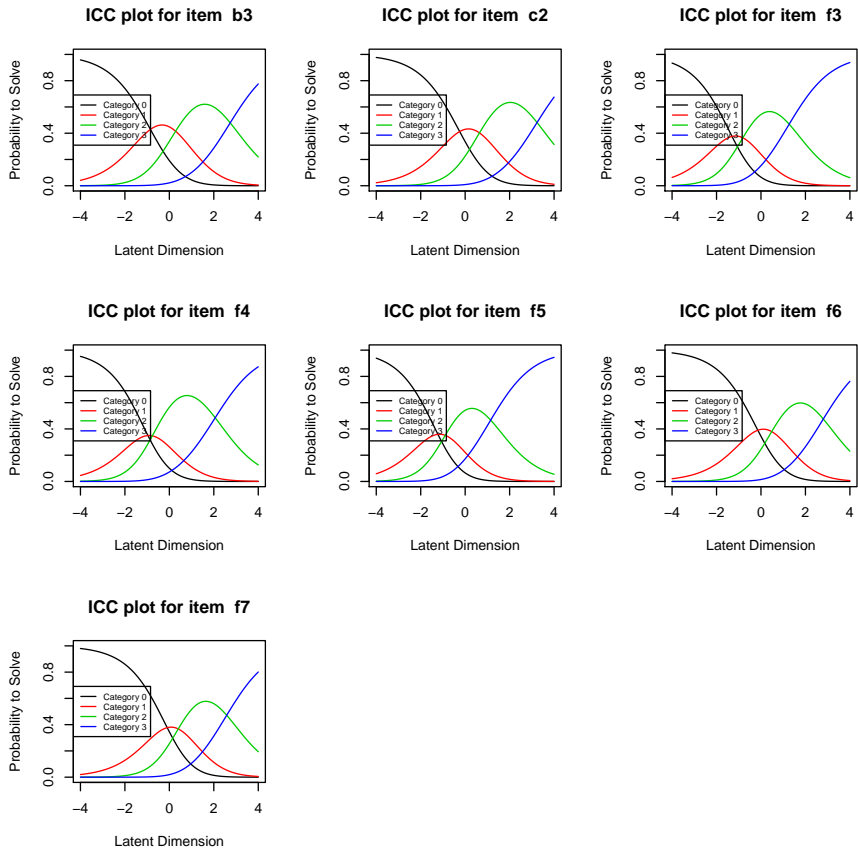 ICC plot for item b3
Probability to Solve
0.8
0.4
0.0
Category 0
Category 1
Category 2
Category 3
−4 −2 0 2 4
Latent Dimension
ICC plot for item c2
Probability to Solve
0.8
0.4
0.0
Category 0
Category 1
Category 2
Category 3
−4 −2 0 2 4
Latent Dimension
ICC plot for item f3
Probability to Solve
0.8
0.4
0.0
Category 0
Category 1
Category 2
Category 3
−4 −2 0 2 4
Latent Dimension
ICC plot for item f4
Probability to Solve
0.8
0.4
0.0
Category 0
Category 1
Category 2
Category 3
−4 −2 0 2 4
Latent Dimension
ICC plot for item f5
Probability to Solve
0.8
0.4
0.0
Category 0
Category 1
Category 2
Category 3
−4 −2 0 2 4
Latent Dimension
ICC plot for item f6
Probability to Solve
0.8
0.4
0.0
Category 0
Category 1
Category 2
Category 3
−4 −2 0 2 4
Latent Dimension
ICC plot for item f7
Probability to Solve
0.8
0.4
0.0
Category 0
Category 1
Category 2
Category 3
−4 −2 0 2 4
Latent Dimension